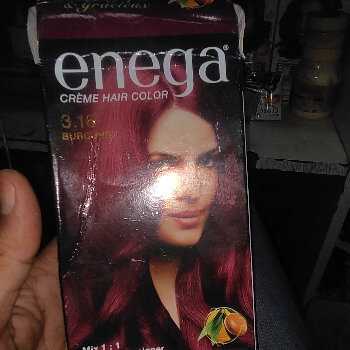 & gracious
enega®
CRÈME HAIR COLOR
3.16
BURGUNDY
Mix 1 : 1